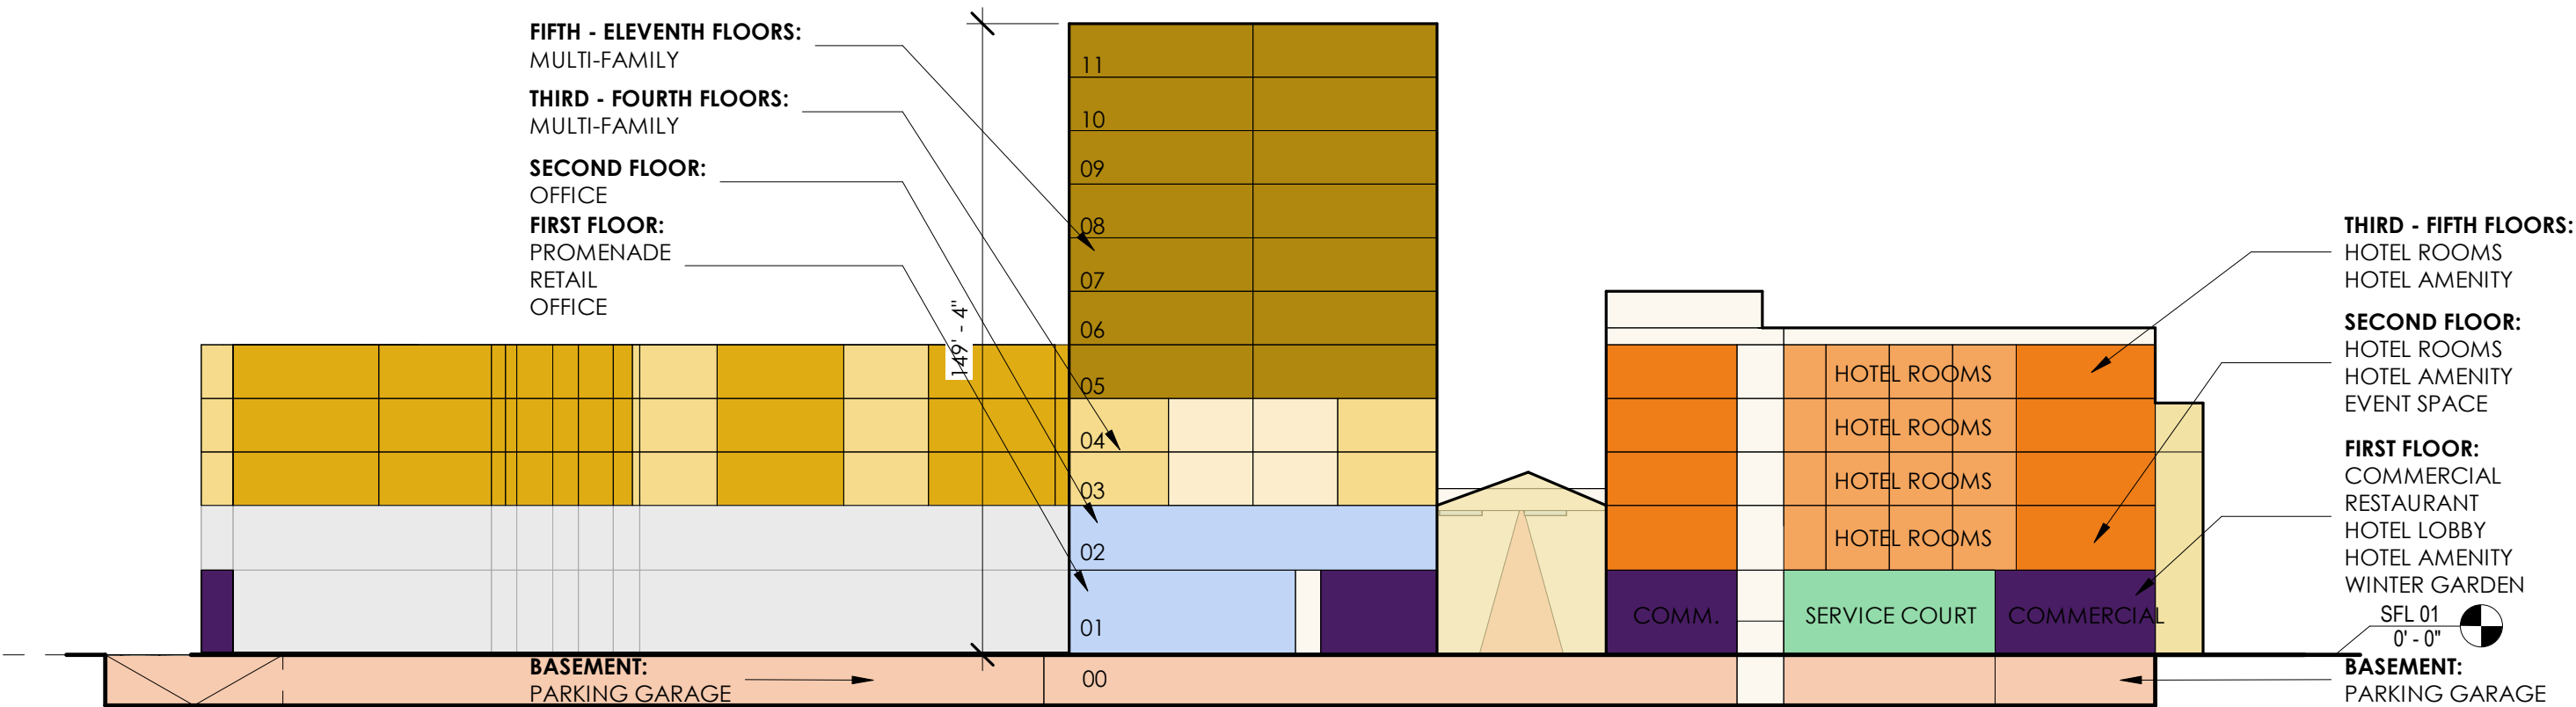 FIFTH - ELEVENTH FLOORS:
MULTI-FAMILY
THIRD - FOURTH FLOORS:
MULTI-FAMILY
SECOND FLOOR:
OFFICE
FIRST FLOOR:
PROMENADE
RETAIL
OFFICE
149' - 4"
11
10
09
08
07
06
05
04
03
02
01
00
HOTEL ROOMS
HOTEL ROOMS
HOTEL ROOMS
HOTEL ROOMS
COMM.
SERVICE COURT
COMMERCIAL
THIRD - FIFTH FLOORS:
HOTEL ROOMS
HOTEL AMENITY
SECOND FLOOR:
HOTEL ROOMS
HOTEL AMENITY
EVENT SPACE
FIRST FLOOR:
COMMERCIAL
RESTAURANT
HOTEL LOBBY
HOTEL AMENITY
WINTER GARDEN
SFL 01
0' - 0"
BASEMENT:
PARKING GARAGE
BASEMENT:
PARKING GARAGE